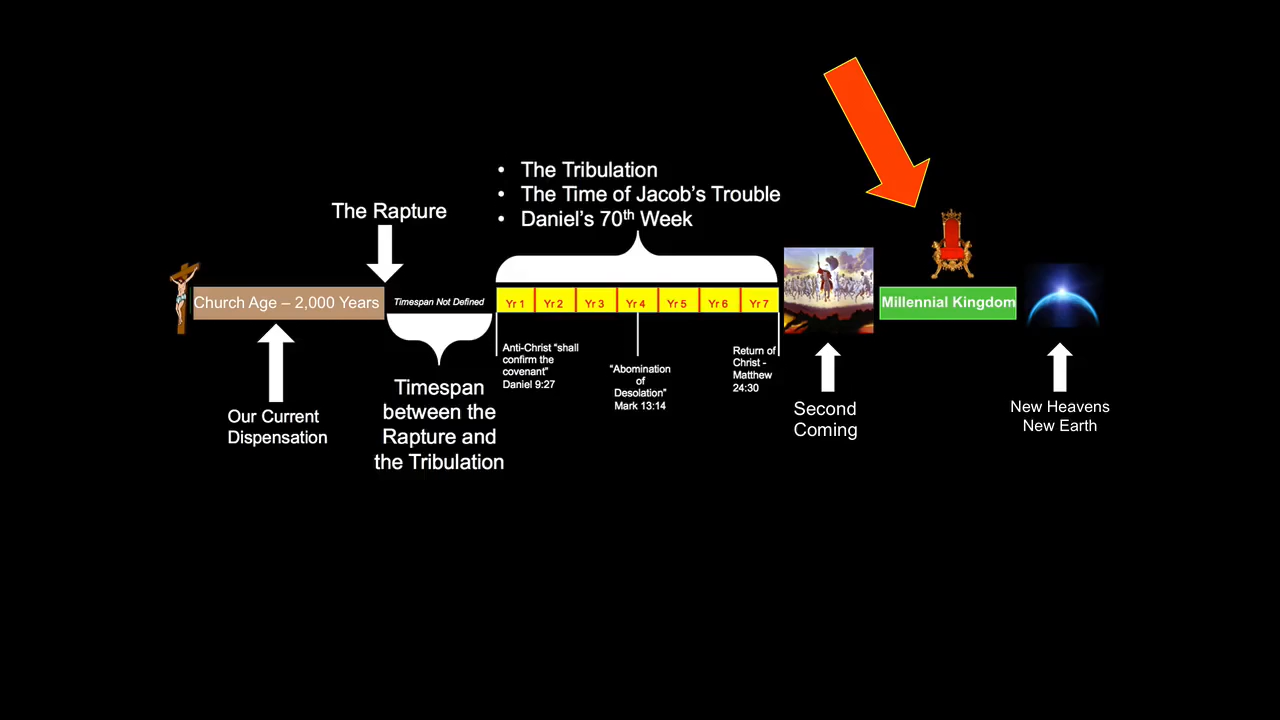 • The Tribulation
• The Time of Jacob's Trouble
• Daniel's 70th Week
The Rapture
Church Age – 2,000 Years
Timespan Not Defined
Yr 1
Yr 2
Yr 3
Yr 4
Yr 5
Yr 6
Yr 7
Millennial Kingdom
Anti-Christ "shall
confirm the
covenant"
Daniel 9:27
"Abomination
of
Desolation"
Mark 13:14
Return of
Christ -
Matthew
24:30
Our Current
Dispensation
Timespan
between the
Rapture and
the Tribulation
Second
Coming
New Heavens
New Earth